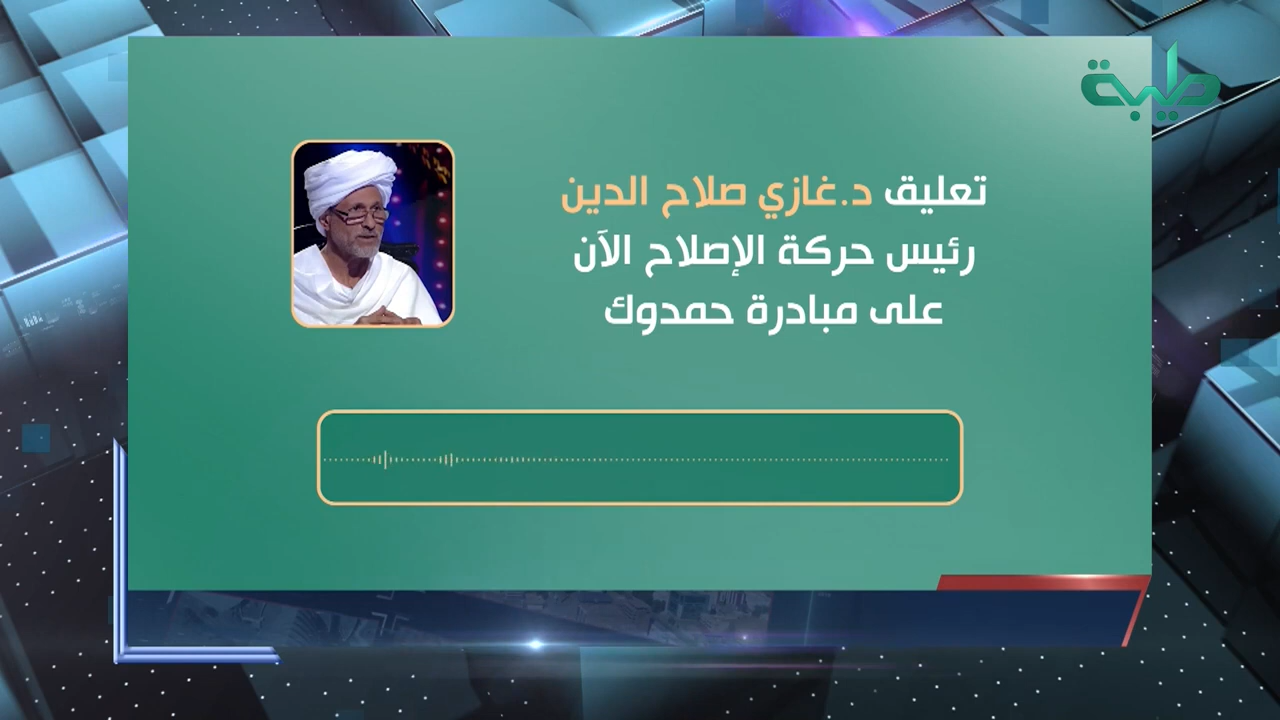 طيبة
تعليق د.غازي صلاح الدين
رئيس حركة الإصلاح الآن
على مبادرة حمدوك